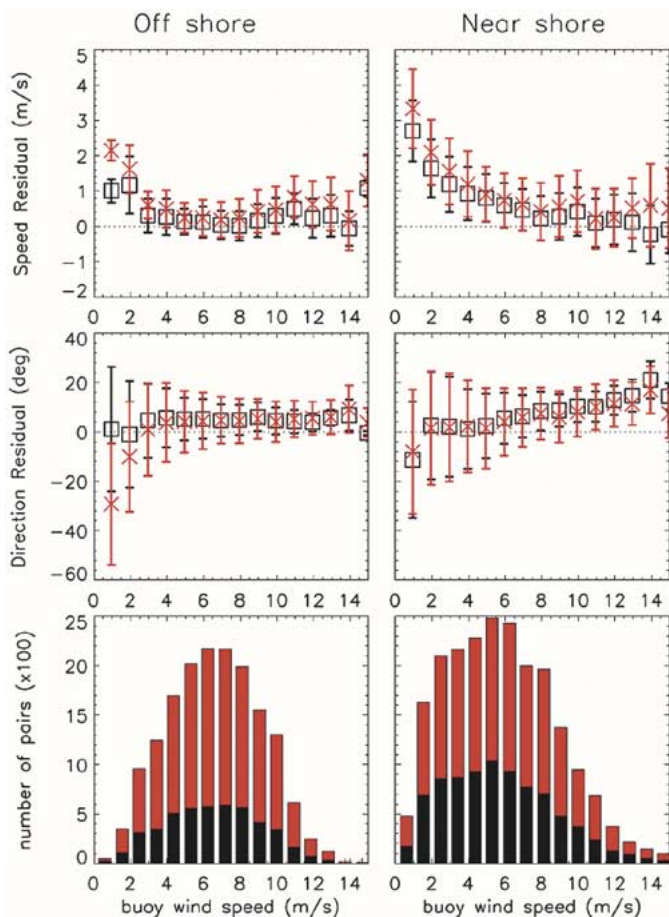 Off shore
Near shore
Speed Residual (m/s)
5
4
3
2
1
0
-1
-2
0 2 4 6 8 10 12 14
0 2 4 6 8 10 12 14
Direction Residual (deg)
40
20
0
-20
-40
-60
0 2 4 6 8 10 12 14
0 2 4 6 8 10 12 14
number of pairs (x100)
25
20
15
10
5
0
0 2 4 6 8 10 12 14
0 2 4 6 8 10 12 14
buoy wind speed (m/s)
buoy wind speed (m/s)